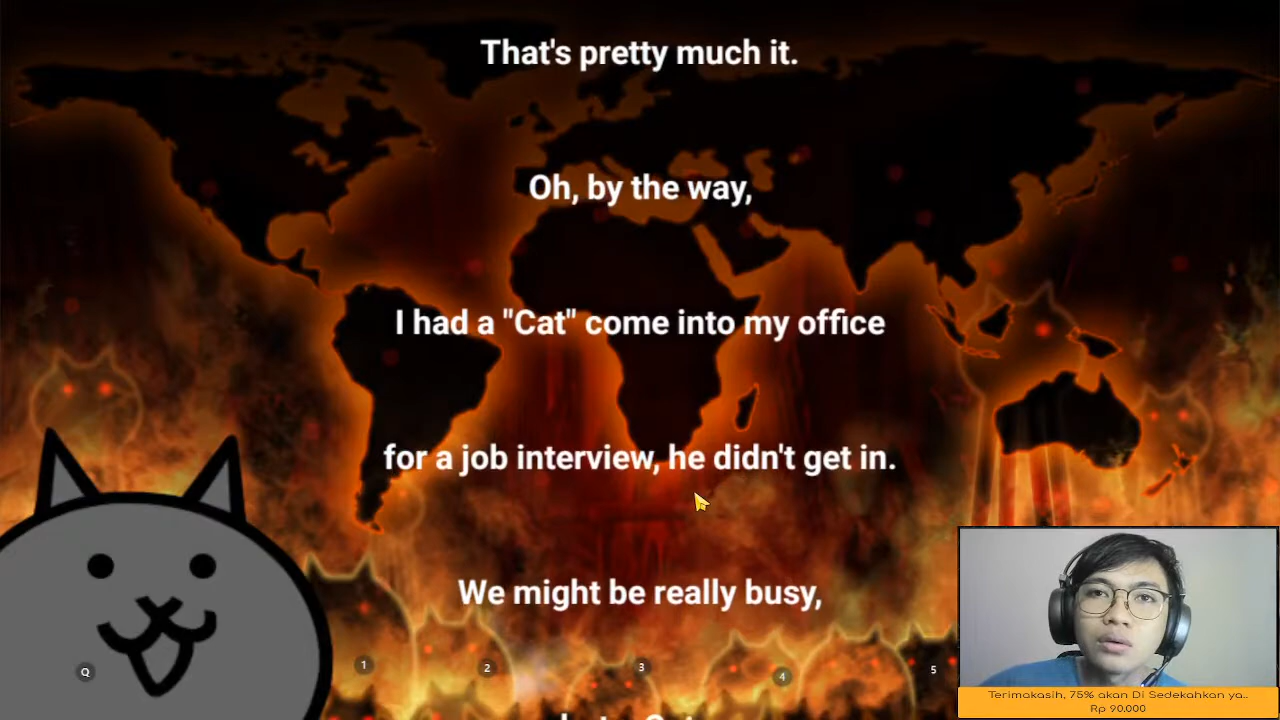 That's pretty much it.
Oh, by the way,
I had a "Cat" come into my office
for a job interview, he didn't get in.
We might be really busy,
Q
1
2
3
4
5
Terimakasih, 75% akan Di Sedekahkan ya..
Rp 90.000